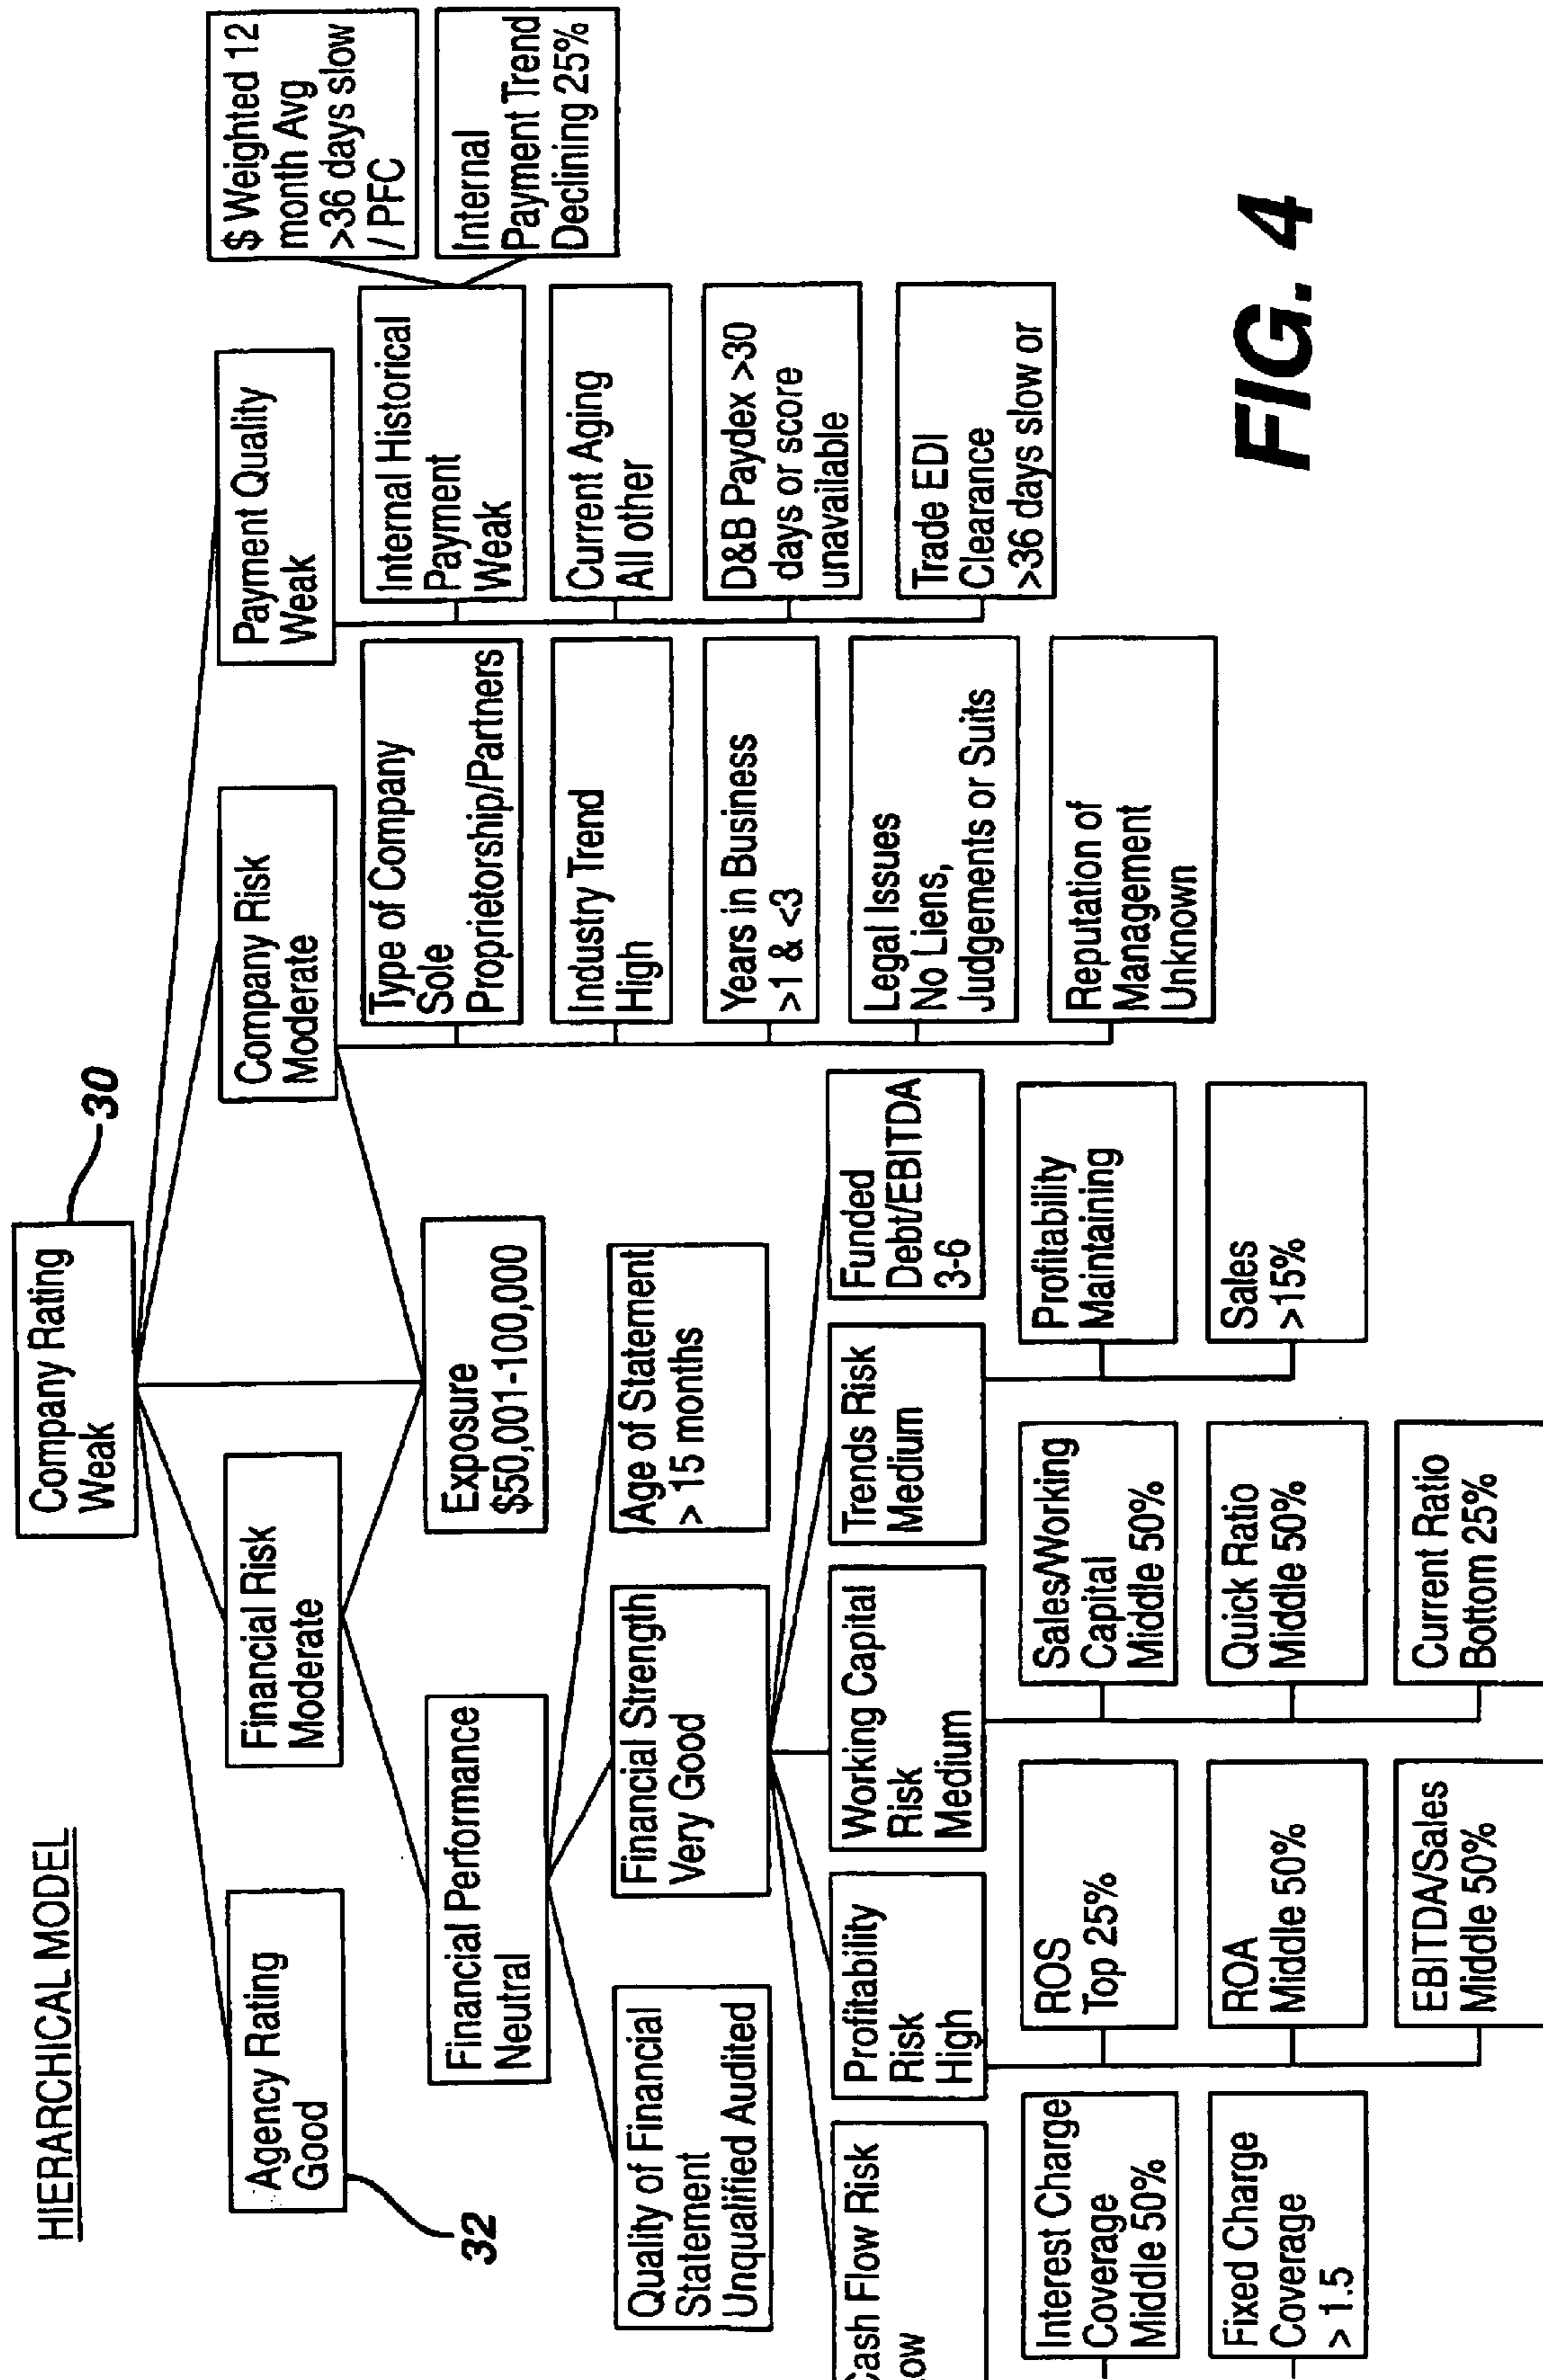 HIERARCHICAL MODEL
Company Rating
Weak
30
Agency Rating
Good
32
Financial Risk
Moderate
Company Risk
Moderate
Payment Quality
Weak
$ Weighted 12
month Avg
>36 days slow
/ PFC
Internal
Payment Trend
Declining 25%
Financial Performance
Neutral
Exposure
$50,001-100,000
Type of Company
Sole
Proprietorship/Partners
Industry Trend
High
Years in Business
>1 & <3
Legal Issues
No Liens,
Judgements or Suits
Reputation of
Management
Unknown
Internal Historical
Payment
Weak
Current Aging
All other
D&B Paydex >30
days or score
unavailable
Trade EDI
Clearance
>36 days slow or
Quality of Financial
Statement
Unqualified Audited
Financial Strength
Very Good
Age of Statement
> 15 months
Cash Flow Risk
Profitability
Risk
High
Working Capital
Risk
Medium
Trends Risk
Medium
Funded
Debt/EBITDA
3-6
Interest Charge
Coverage
Middle 50%
Fixed Charge
Coverage
> 1.5
ROS
Top 25%
ROA
Middle 50%
EBITDA/Sales
Middle 50%
Sales/Working
Capital
Middle 50%
Quick Ratio
Middle 50%
Current Ratio
Bottom 25%
Profitability
Maintaining
Sales
>15%
FIG. 4